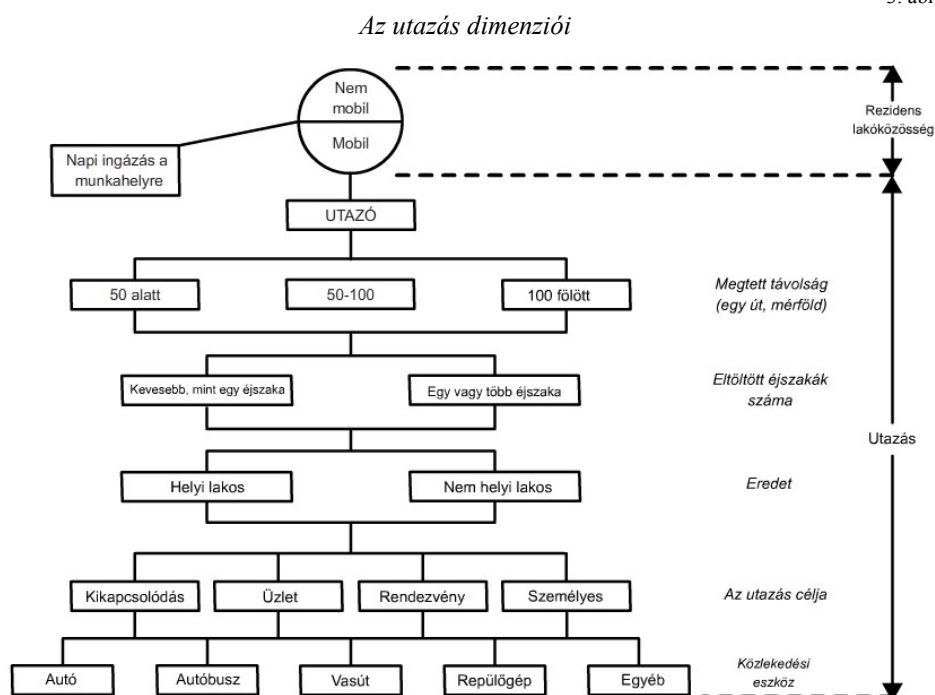 Az utazás dimenziói
Nem
mobil
Mobil
Rezidens
lakóközösség
Napi ingázás a
munkahelyre
UTAZÓ
50 alatt
50-100
100 fölött
Megtett távolság
(egy út, mérföld)
Kevesebb, mint egy éjszaka
Egy vagy több éjszaka
Eltöltött éjszakák
száma
Utazás
Helyi lakos
Nem helyi lakos
Eredet
Kikapcsolódás
Üzlet
Rendezvény
Személyes
Az utazás célja
Autó
Autóbusz
Vasút
Repülőgép
Egyéb
Közlekedési
eszköz